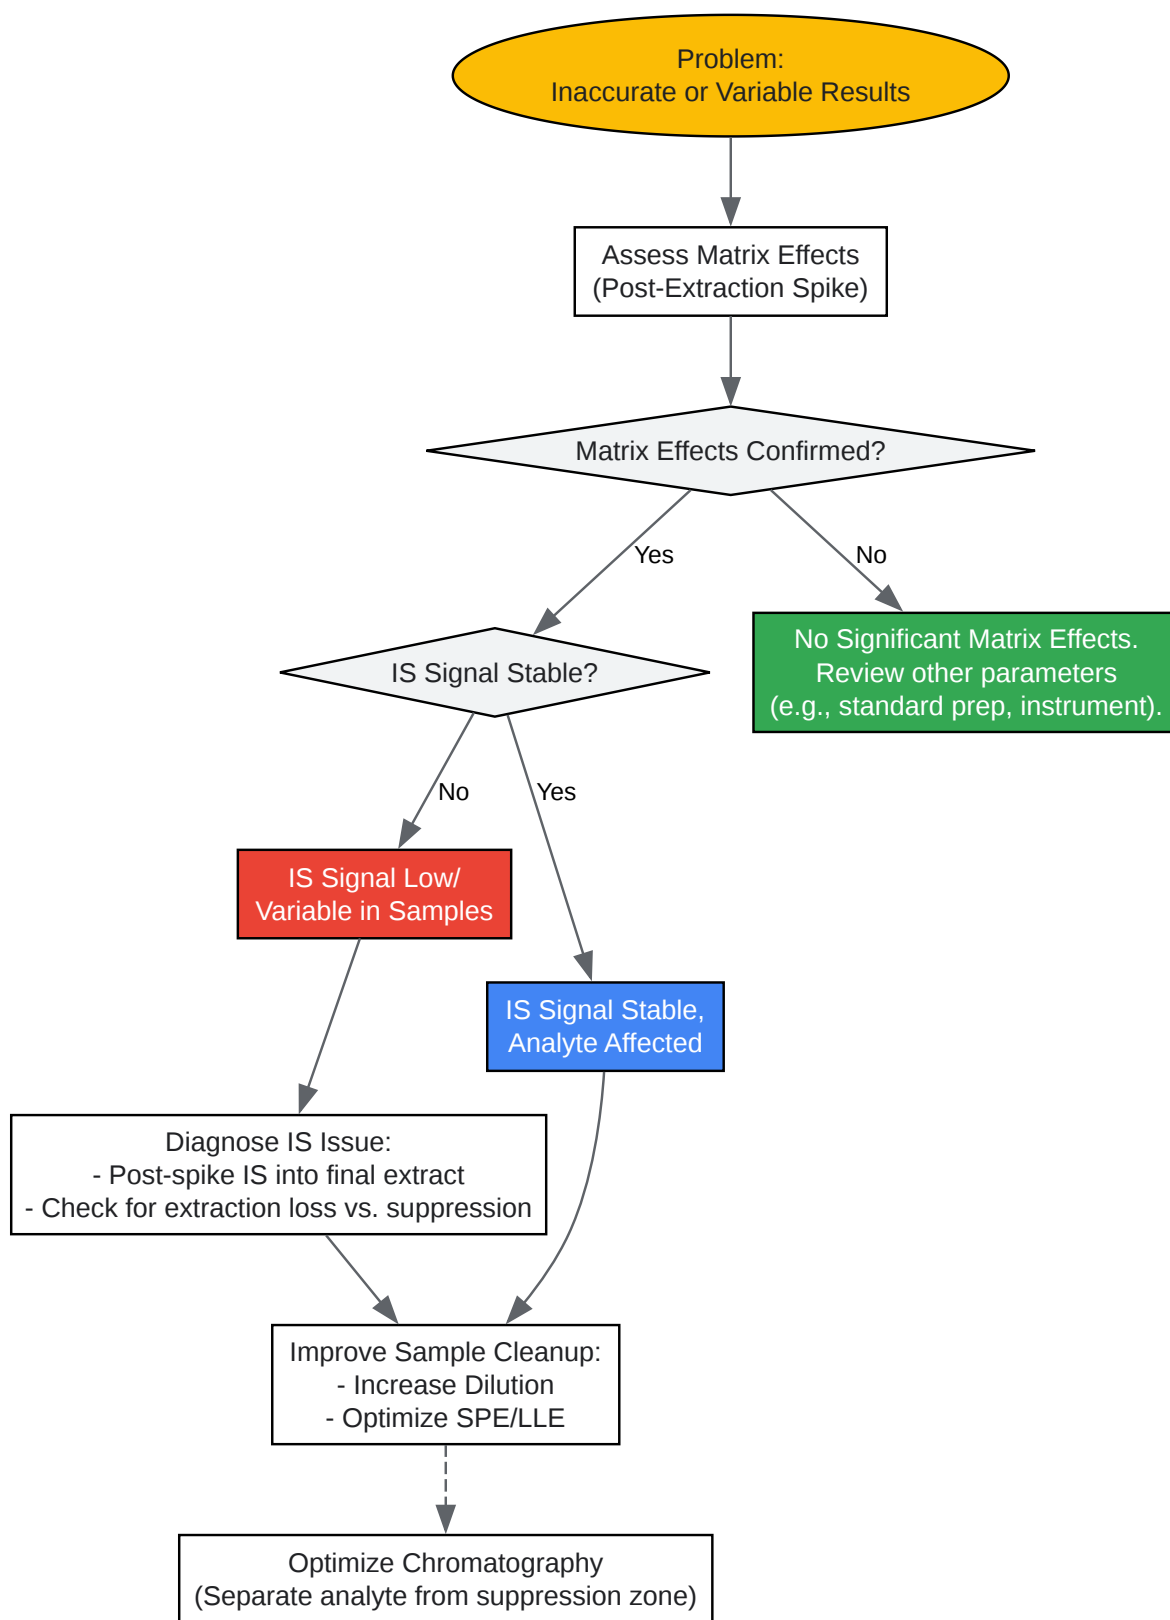 Problem:
Inaccurate or Variable Results
Assess Matrix Effects
(Post-Extraction Spike)
Matrix Effects Confirmed?
Yes
No
No Significant Matrix Effects.
Review other parameters
(e.g., standard prep, instrument).
IS Signal Stable?
No
Yes
IS Signal Low/
Variable in Samples
IS Signal Stable,
Analyte Affected
Diagnose IS Issue:
- Post-spike IS into final extract
- Check for extraction loss vs. suppression
Improve Sample Cleanup:
- Increase Dilution
- Optimize SPE/LLE
Optimize Chromatography
(Separate analyte from suppression zone)